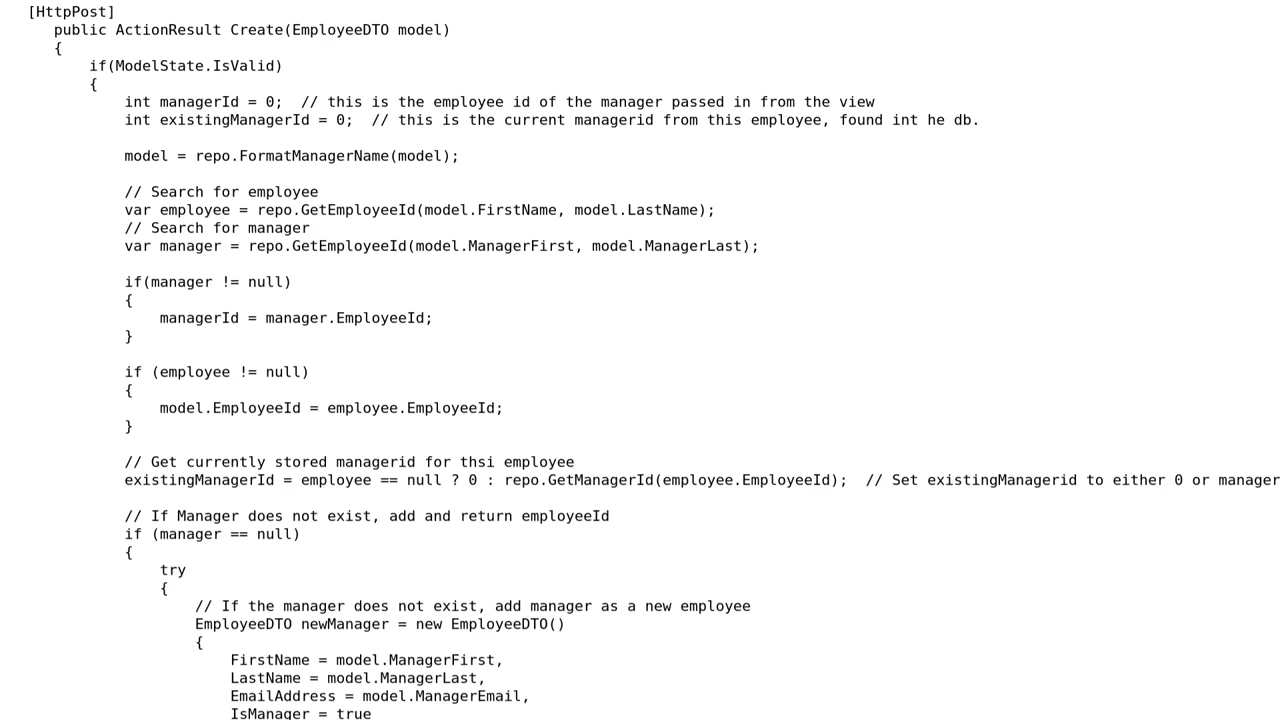 [HttpPost]
public ActionResult Create(EmployeeDTO model)
{
if(ModelState.IsValid)
{
int managerId = 0;  // this is the employee id of the manager passed in from the view
int existingManagerId = 0;  // this is the current managerid from this employee, found int he db.
model = repo.FormatManagerName(model);
// Search for employee
var employee = repo.GetEmployeeId(model.FirstName, model.LastName);
// Search for manager
var manager = repo.GetEmployeeId(model.ManagerFirst, model.ManagerLast);
if(manager != null)
{
managerId = manager.EmployeeId;
}
if (employee != null)
{
model.EmployeeId = employee.EmployeeId;
}
// Get currently stored managerid for thsi employee
existingManagerId = employee == null ? 0 : repo.GetManagerId(employee.EmployeeId);  // Set existingManagerid to either 0 or manager
// If Manager does not exist, add and return employeeId
if (manager == null)
{
try
{
// If the manager does not exist, add manager as a new employee
EmployeeDTO newManager = new EmployeeDTO()
{
FirstName = model.ManagerFirst,
LastName = model.ManagerLast,
EmailAddress = model.ManagerEmail,
IsManager = true